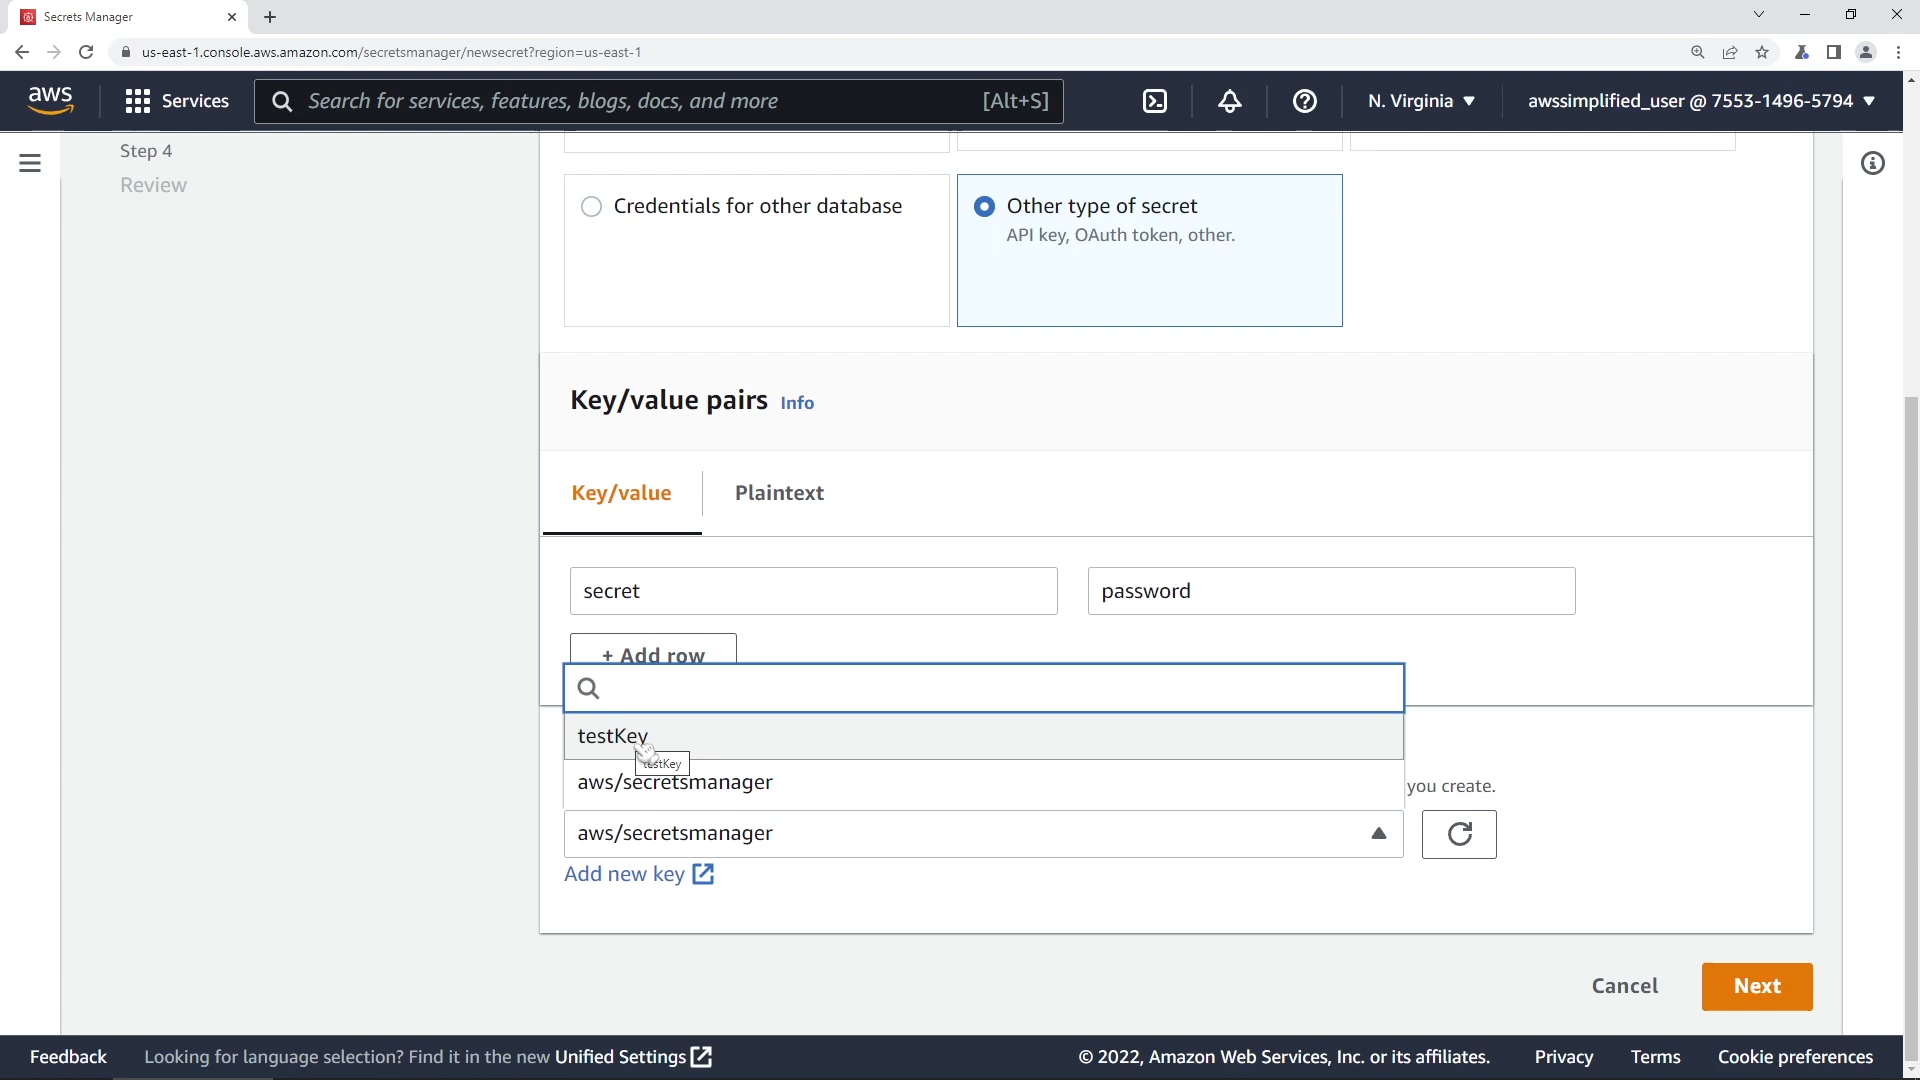 Secrets Manager
us-east-1.console.aws.amazon.com/secretsmanager/newsecret?region=us-east-1
aws
Services
Search for services, features, blogs, docs, and more
[Alt+S]
N. Virginia
awssimplified_user @ 7553-1496-5794
Step 4
Review
Credentials for other database
Other type of secret
API key, OAuth token, other.
Key/value pairs Info
Key/value
Plaintext
secret
password
+ Add row
testKey
testKey
aws/secretsmanager
you create.
aws/secretsmanager
Add new key
Cancel
Next
Feedback
Looking for language selection? Find it in the new Unified Settings
© 2022, Amazon Web Services, Inc. or its affiliates.
Privacy
Terms
Cookie preferences